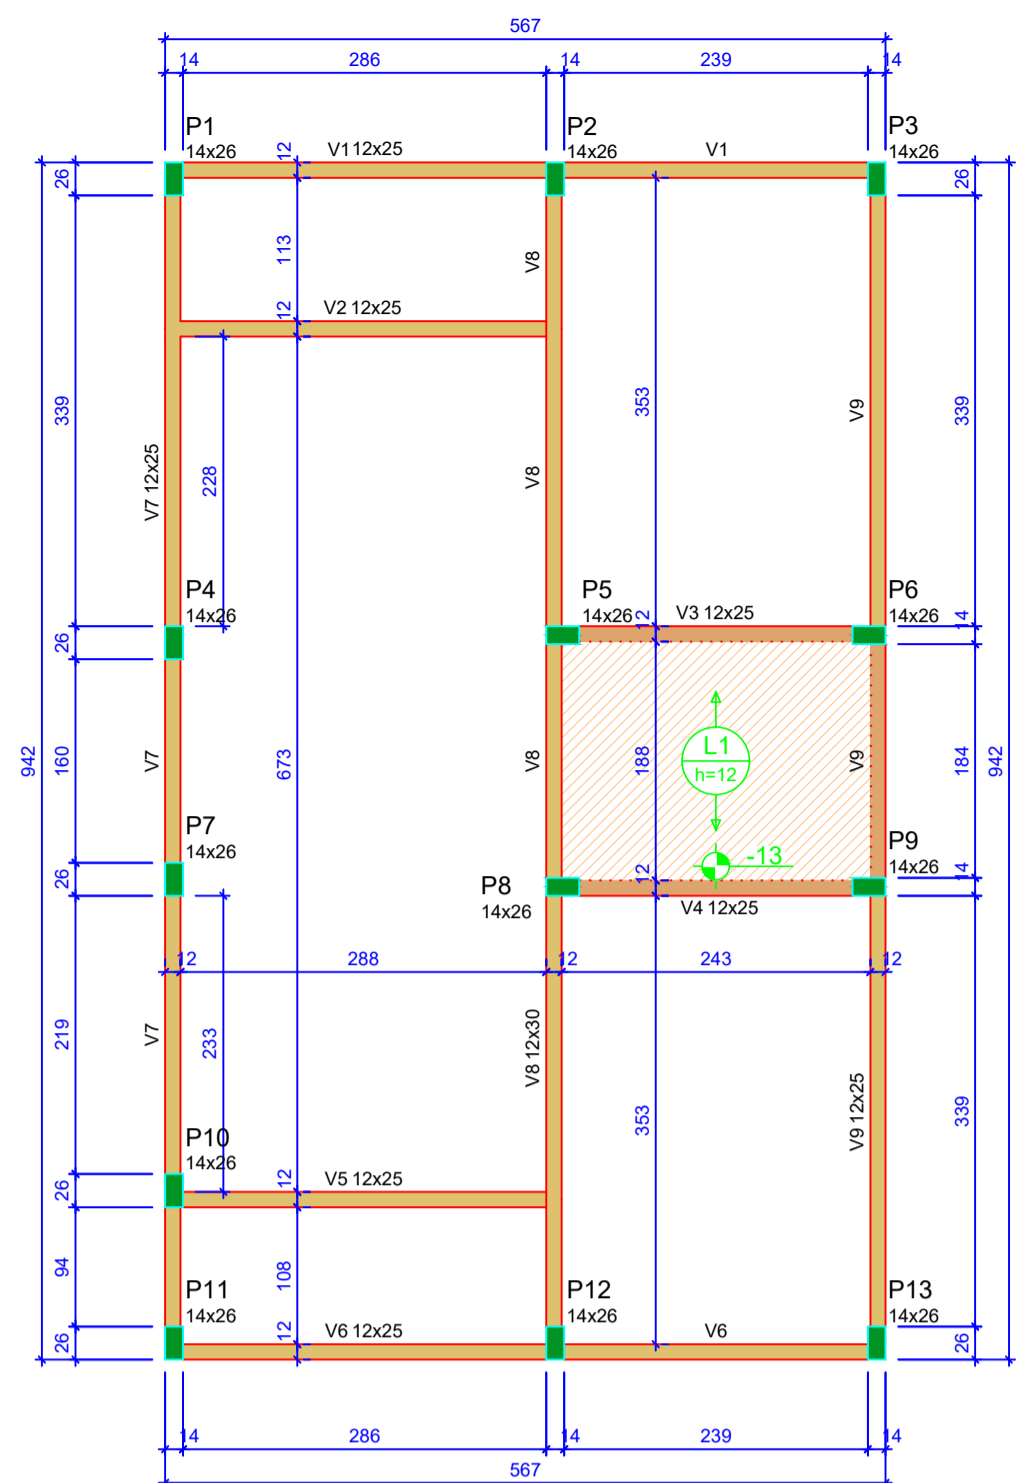 567
14 286 14 239 14
P1 P2 P3
14x26 12 V1 12x25 14x26 V1 14x26
26 26
113 V8
12 V2 12x25
339 353 V9 339
V7 12x25 228 V8
P4 P5 P6
14x26 14x26 12 V3 12x25 14x26 14
26
942 160 V7 673 V8 188 L1 V9 184 942
h=12
P7 P9
14x26 -13 14x26
26 P8 12 14
14x26 V4 12x25
12 288 12 243 12
219 V7 233 V8 12x30 353 V9 12x25 339
P10
14x26
26 12 V5 12x25
94 108
P11 P12 P13
14x26 14x26 14x26
26 12 V6 12x25 V6 26
14 286 14 239 14
567